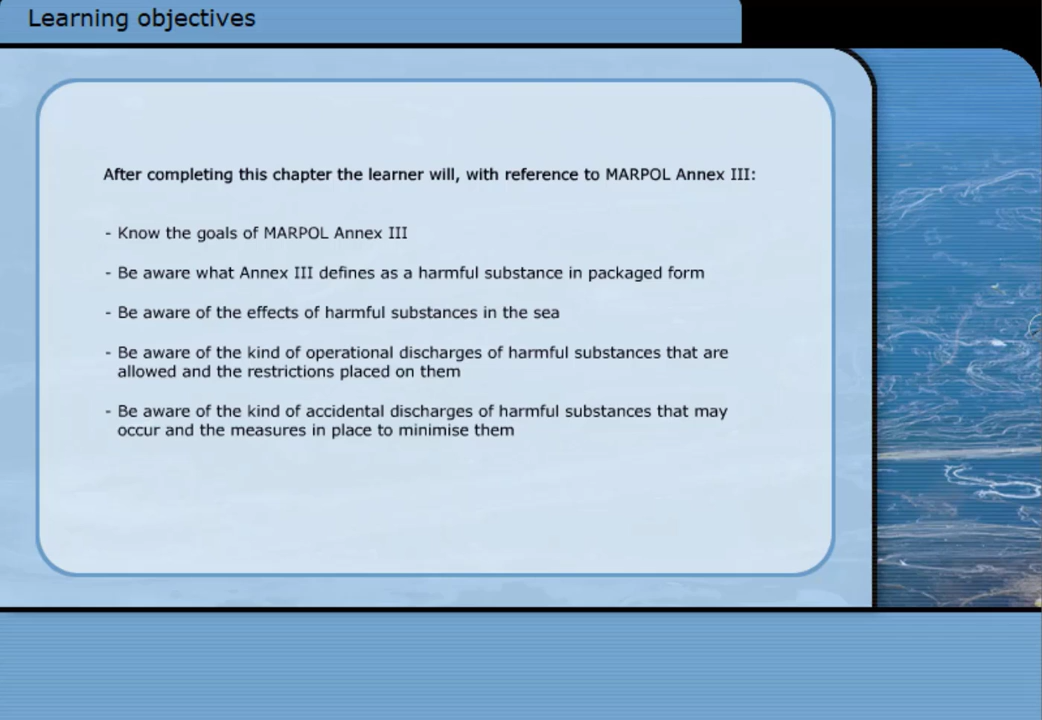 Learning objectives
After completing this chapter the learner will, with reference to MARPOL Annex III:
- Know the goals of MARPOL Annex III
- Be aware what Annex III defines as a harmful substance in packaged form
- Be aware of the effects of harmful substances in the sea
- Be aware of the kind of operational discharges of harmful substances that are
allowed and the restrictions placed on them
- Be aware of the kind of accidental discharges of harmful substances that may
occur and the measures in place to minimise them